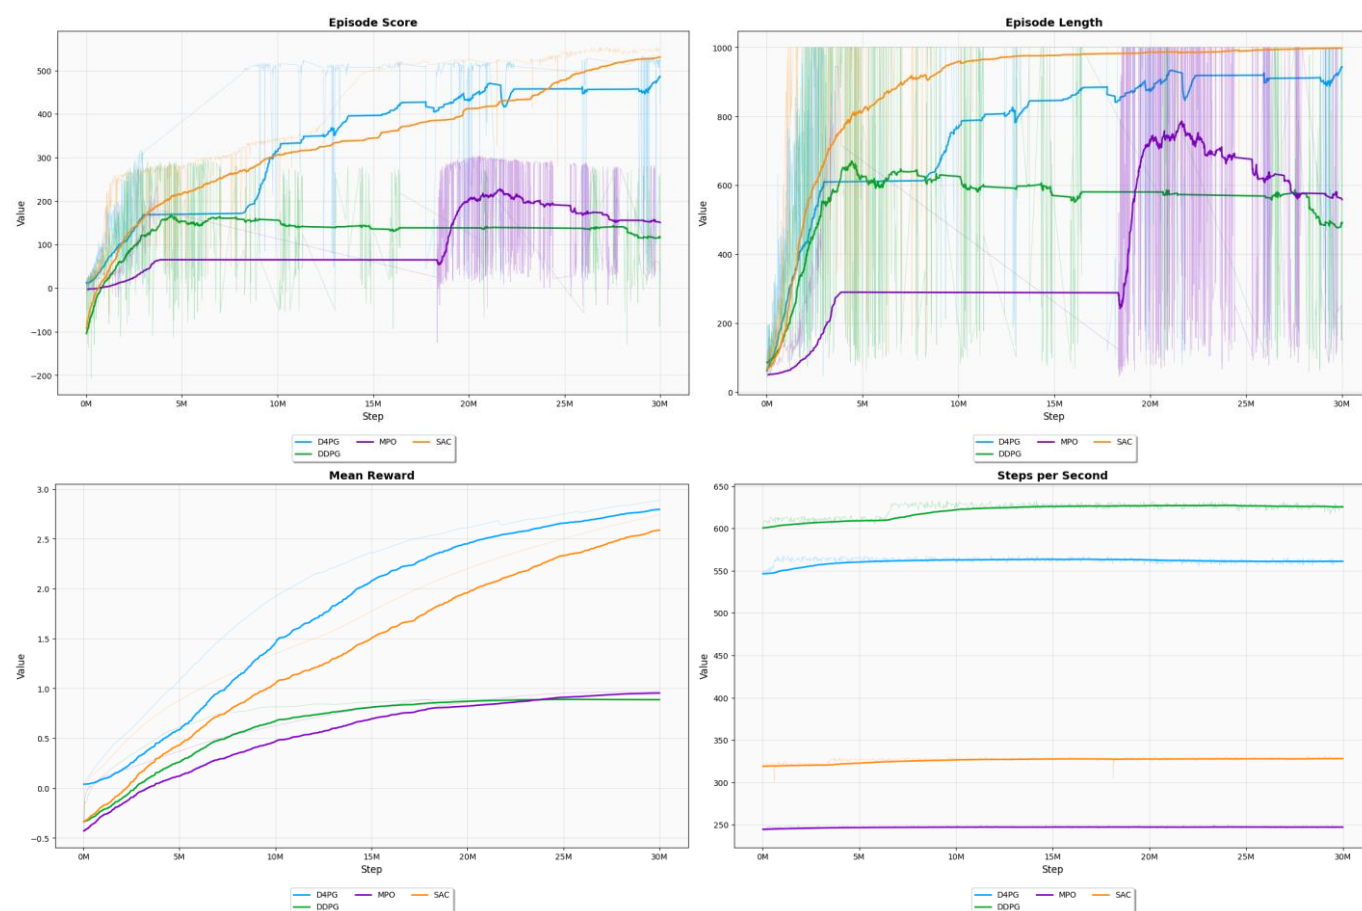 Episode Score
Value
500
400
300
200
100
0
−100
−200
0M 5M 10M 15M 20M 25M 30M
Step
D4PG MPO SAC
DDPG
Episode Length
Value
1000
800
600
400
200
0
0M 5M 10M 15M 20M 25M 30M
Step
D4PG MPO SAC
DDPG
Mean Reward
Value
3.0
2.5
2.0
1.5
1.0
0.5
0.0
−0.5
0M 5M 10M 15M 20M 25M 30M
Step
D4PG MPO SAC
DDPG
Steps per Second
Value
650
600
550
500
450
400
350
300
250
0M 5M 10M 15M 20M 25M 30M
Step
D4PG MPO SAC
DDPG